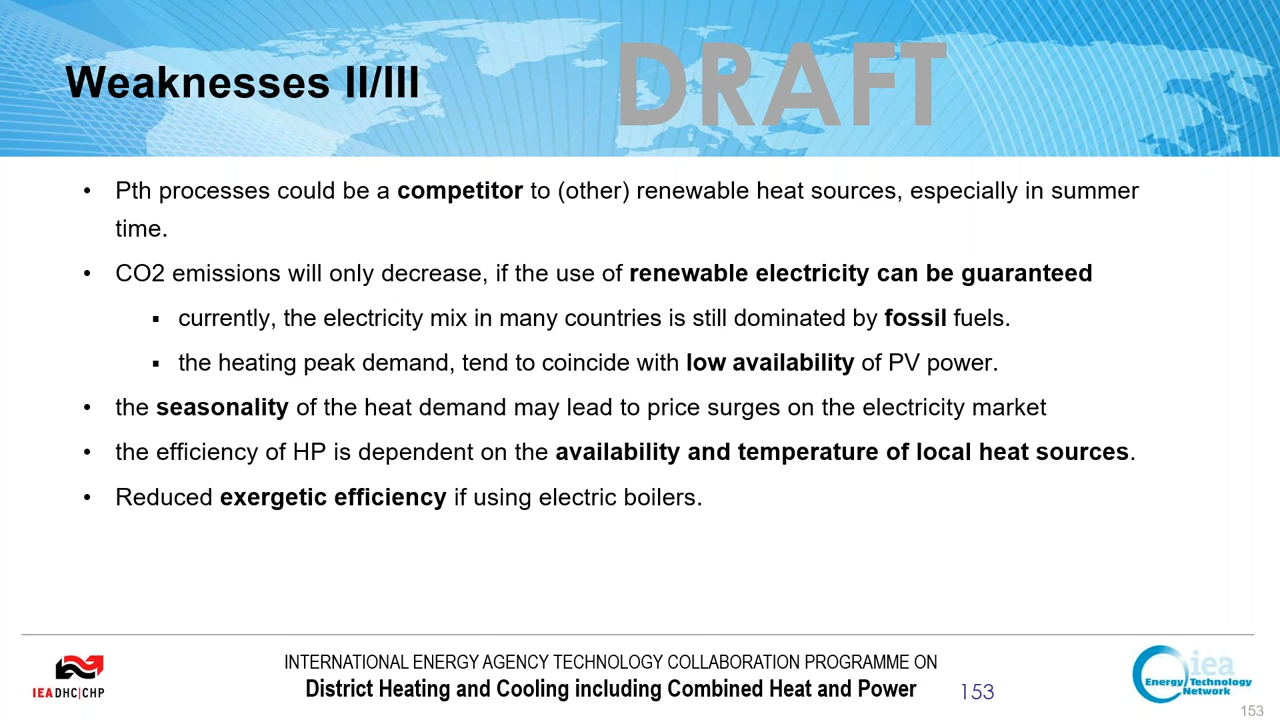 DRAFT
Weaknesses II/III
• Pth processes could be a competitor to (other) renewable heat sources, especially in summer
time.
• CO2 emissions will only decrease, if the use of renewable electricity can be guaranteed
▪ currently, the electricity mix in many countries is still dominated by fossil fuels.
▪ the heating peak demand, tend to coincide with low availability of PV power.
• the seasonality of the heat demand may lead to price surges on the electricity market
• the efficiency of HP is dependent on the availability and temperature of local heat sources.
• Reduced exergetic efficiency if using electric boilers.
IEA DHC|CHP
INTERNATIONAL ENERGY AGENCY TECHNOLOGY COLLABORATION PROGRAMME ON
District Heating and Cooling including Combined Heat and Power
153
iea
Energy Technology
Network
153